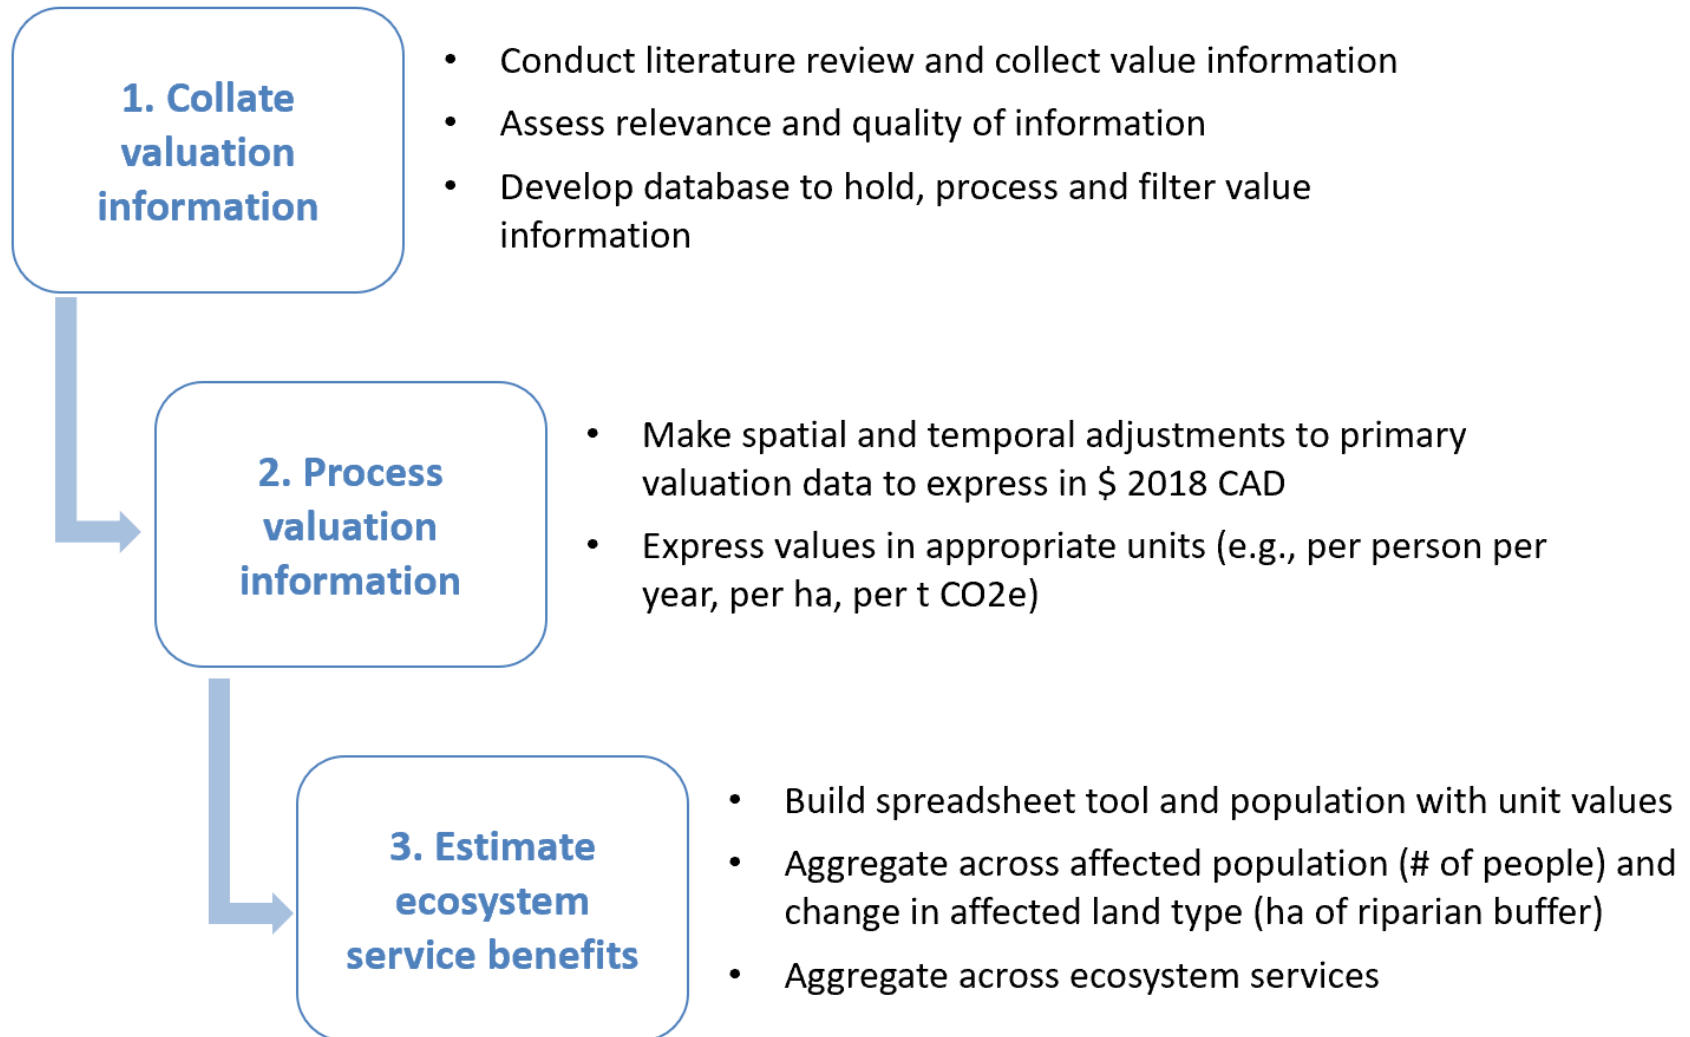 1. Collate
valuation
information
• Conduct literature review and collect value information
• Assess relevance and quality of information
• Develop database to hold, process and filter value
information
2. Process
valuation
information
• Make spatial and temporal adjustments to primary
valuation data to express in $ 2018 CAD
• Express values in appropriate units (e.g., per person per
year, per ha, per t CO2e)
3. Estimate
ecosystem
service benefits
• Build spreadsheet tool and population with unit values
• Aggregate across affected population (# of people) and
change in affected land type (ha of riparian buffer)
• Aggregate across ecosystem services